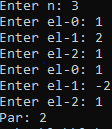 Enter n: 3
Enter el-0: 1
Enter el-1: 2
Enter el-2: 1
Enter el-0: 1
Enter el-1: -2
Enter el-2: 1
Par: 2